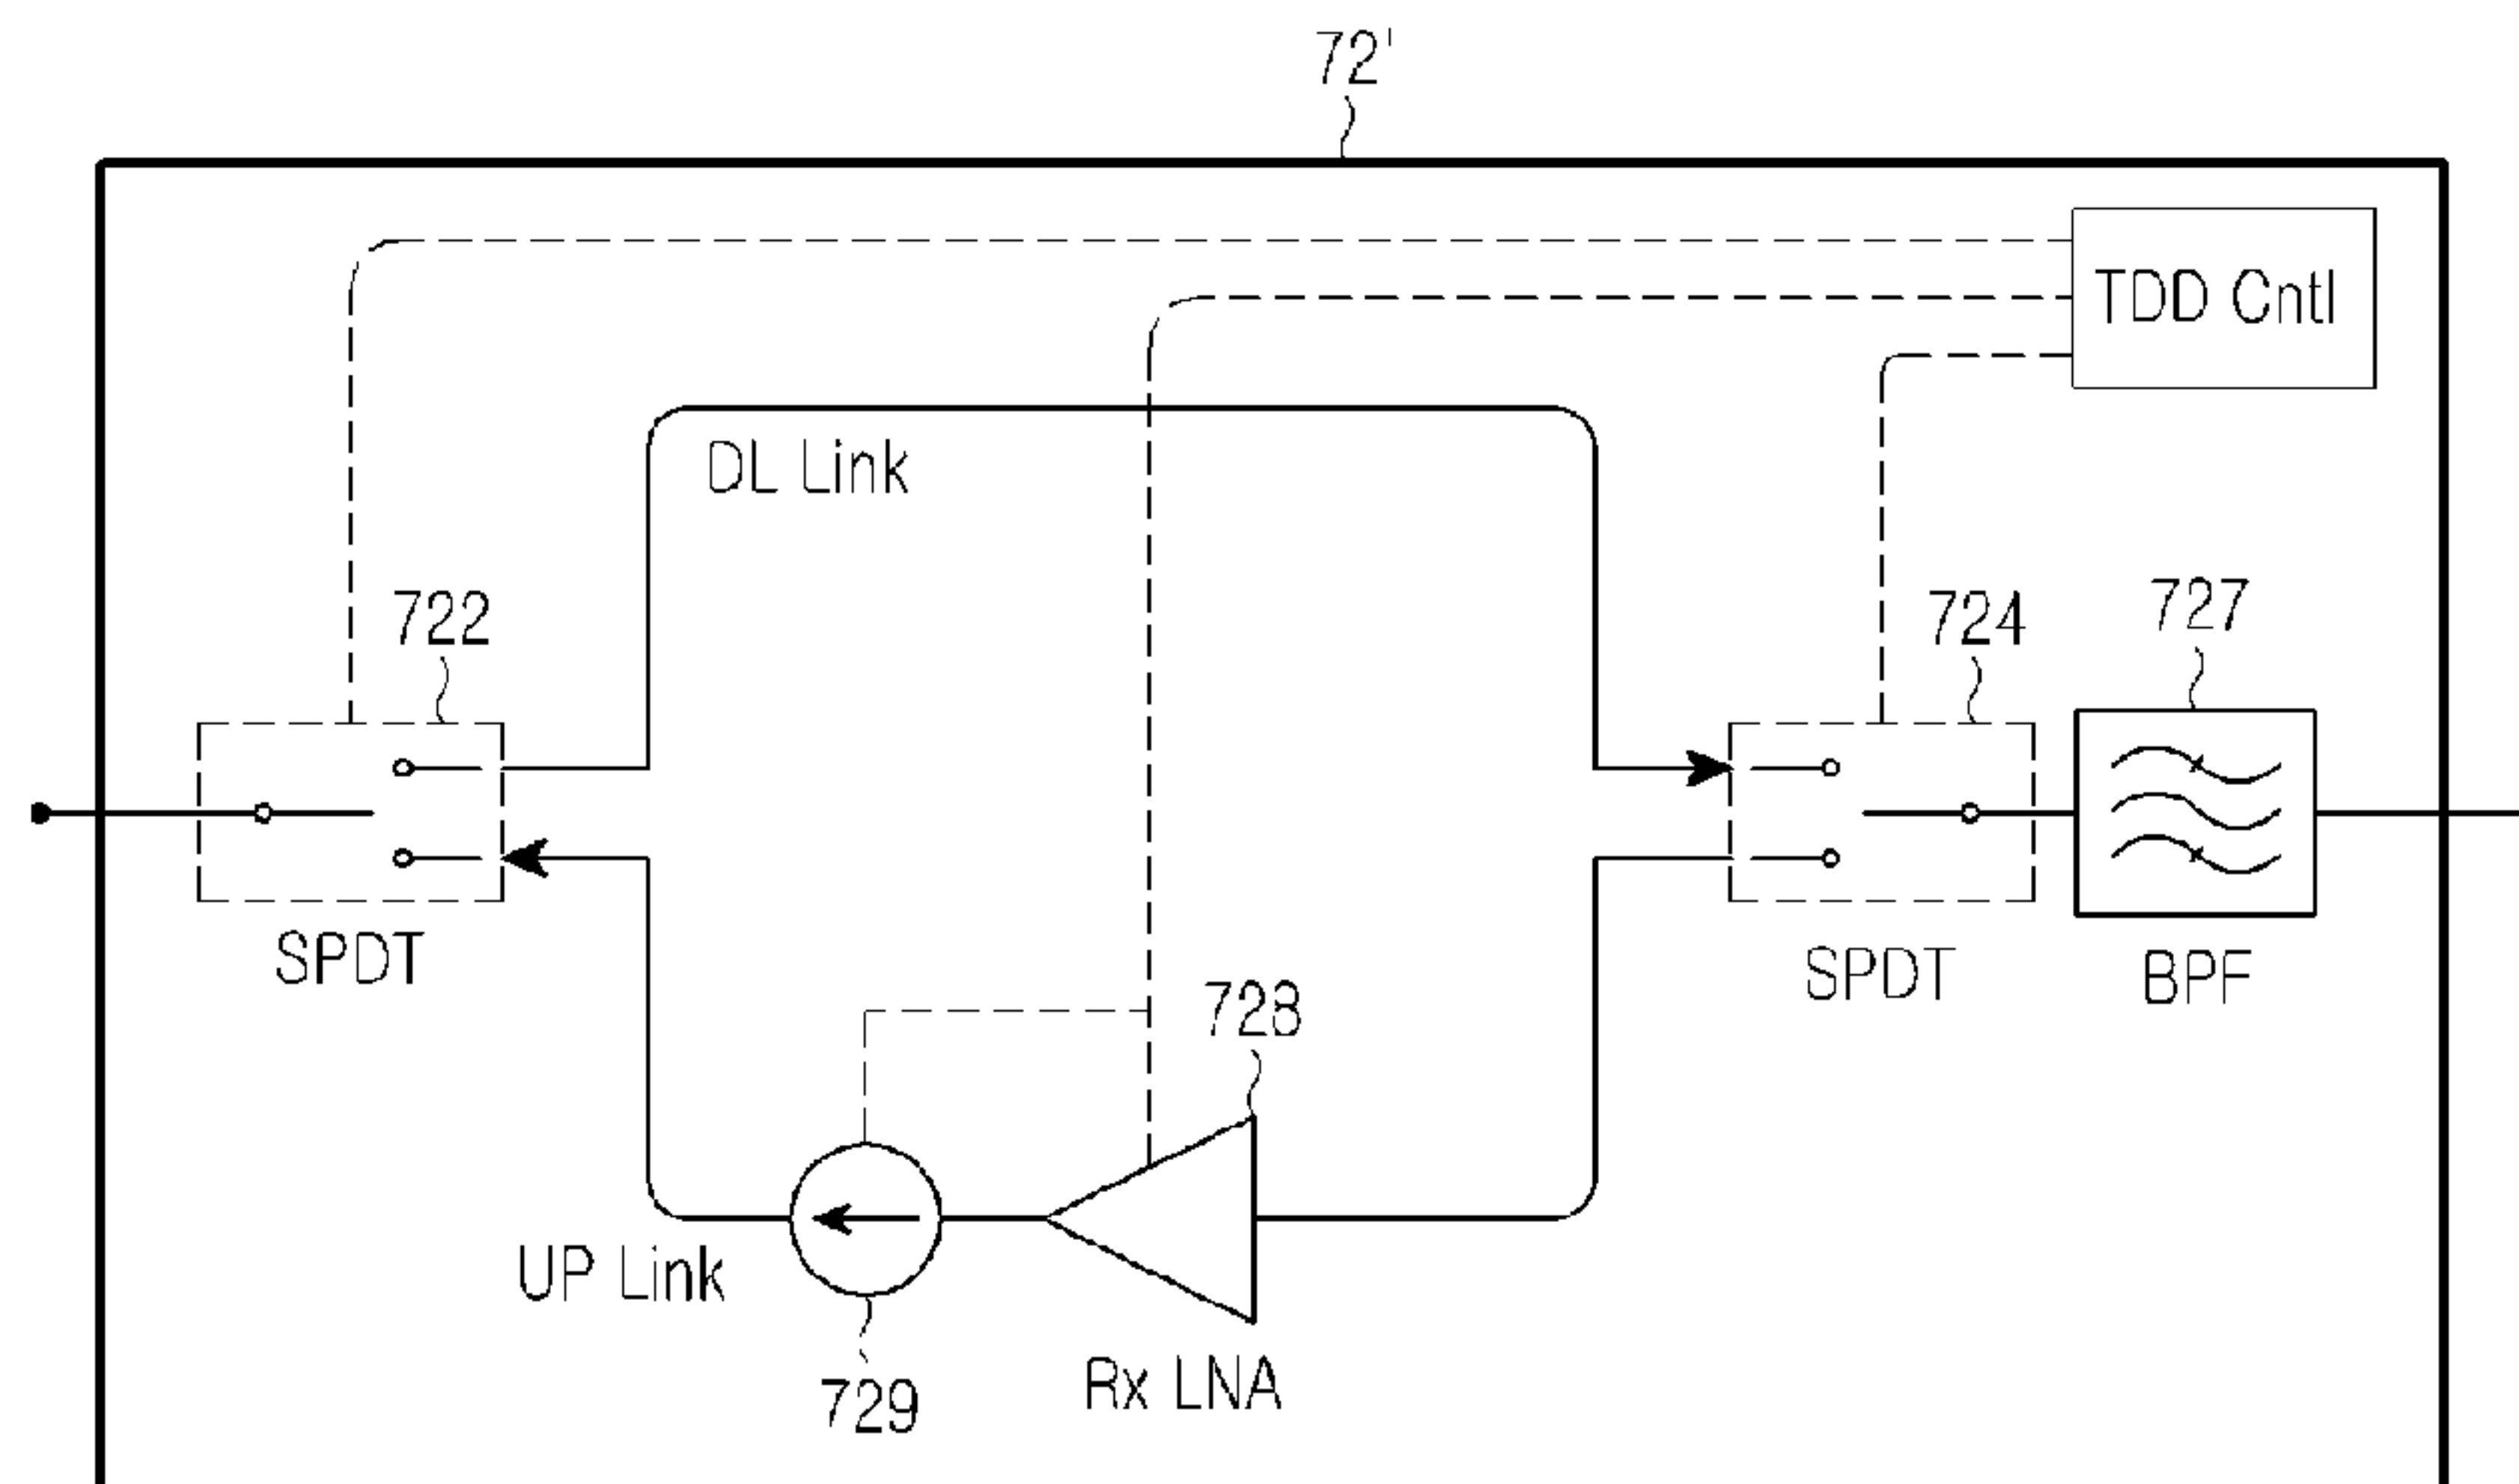 72'
TDD Cntl
DL Link
722
724
727
SPDT
SPDT
BPF
728
UP Link
729
Rx LNA